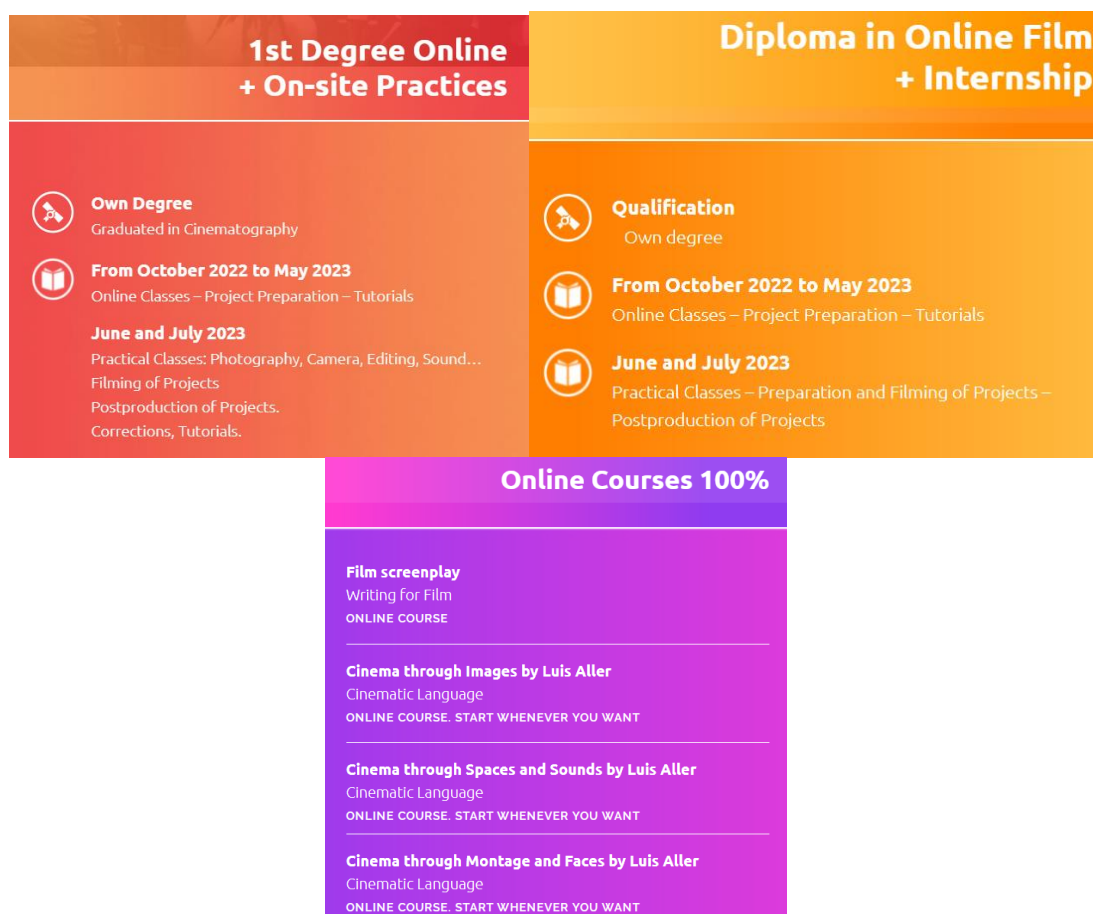 1st Degree Online
+ On-site Practices
Own Degree
Graduated in Cinematography
From October 2022 to May 2023
Online Classes – Project Preparation – Tutorials
June and July 2023
Practical Classes: Photography, Camera, Editing, Sound…
Filming of Projects
Postproduction of Projects.
Corrections, Tutorials.
Diploma in Online Film
+ Internship
Qualification
Own degree
From October 2022 to May 2023
Online Classes – Project Preparation – Tutorials
June and July 2023
Practical Classes – Preparation and Filming of Projects –
Postproduction of Projects
Online Courses 100%
Film screenplay
Writing for Film
ONLINE COURSE
Cinema through Images by Luis Aller
Cinematic Language
ONLINE COURSE. START WHENEVER YOU WANT
Cinema through Spaces and Sounds by Luis Aller
Cinematic Language
ONLINE COURSE. START WHENEVER YOU WANT
Cinema through Montage and Faces by Luis Aller
Cinematic Language
ONLINE COURSE. START WHENEVER YOU WANT